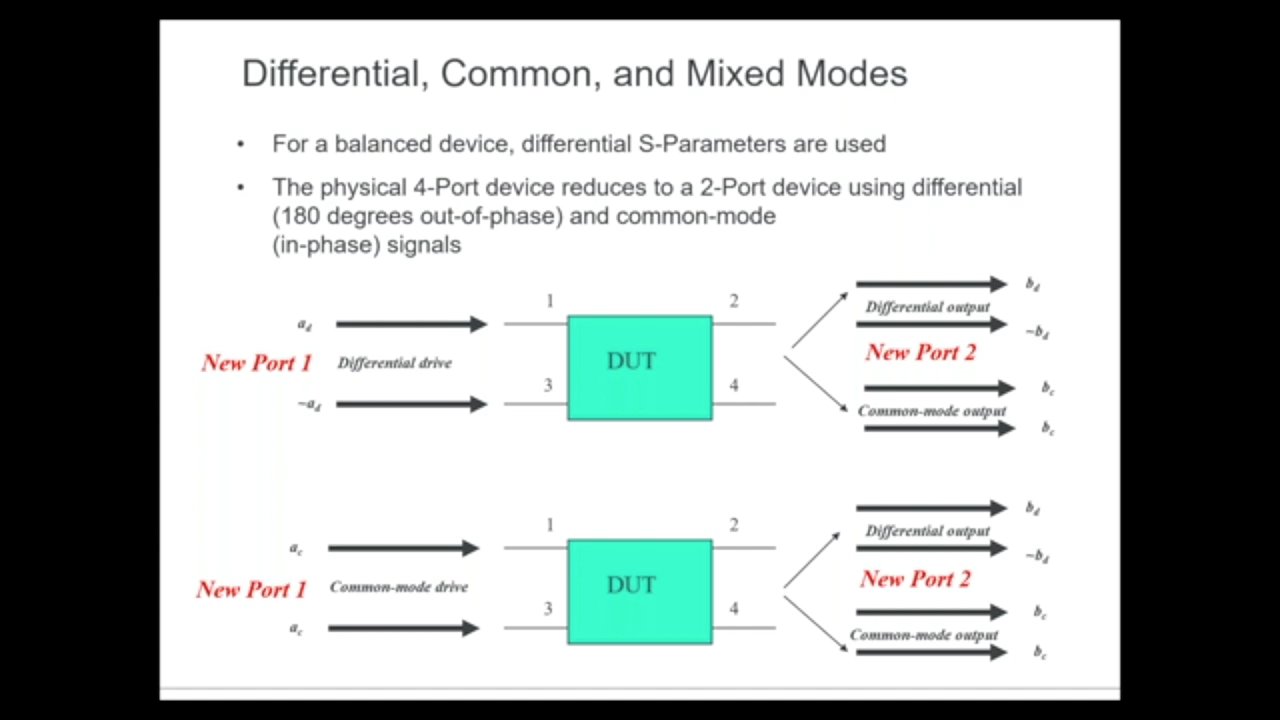 Differential, Common, and Mixed Modes
• For a balanced device, differential S-Parameters are used
• The physical 4-Port device reduces to a 2-Port device using differential
(180 degrees out-of-phase) and common-mode
(in-phase) signals
a_d
New Port 1
Differential drive
~a_d
1
2
3
4
DUT
b_d
Differential output
~b_d
New Port 2
b_c
Common-mode output
b_c
a_c
New Port 1
Common-mode drive
a_c
1
2
3
4
DUT
b_d
Differential output
~b_d
New Port 2
b_c
Common-mode output
b_c